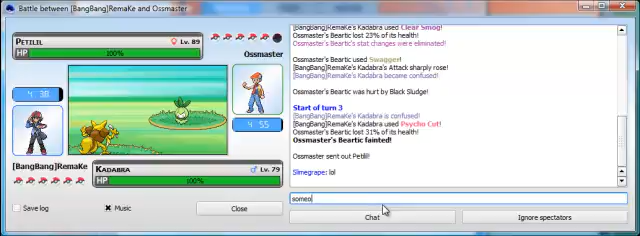 Battle between [BangBang]RemaKe and Ossmaster
PETILIL ♀ Lv. 89
HP 100%
Ossmaster
4 38
4 55
[BangBang]RemaKe
KADABRA ♂ Lv. 79
HP 100%
Save log
Music
Close
[BangBang]RemaKe's Kadabra used Clear Smog!
Ossmaster's Beartic lost 23% of its health!
Ossmaster's Beartic's stat changes were eliminated!
Ossmaster's Beartic used Swagger!
[BangBang]RemaKe's Kadabra's Attack sharply rose!
[BangBang]RemaKe's Kadabra became confused!
Ossmaster's Beartic was hurt by Black Sludge!
Start of turn 3
[BangBang]RemaKe's Kadabra is confused!
[BangBang]RemaKe's Kadabra used Psycho Cut!
Ossmaster's Beartic lost 31% of its health!
Ossmaster's Beartic fainted!
Ossmaster sent out Petilil!
Slimegrape: lol
someo
Chat
Ignore spectators